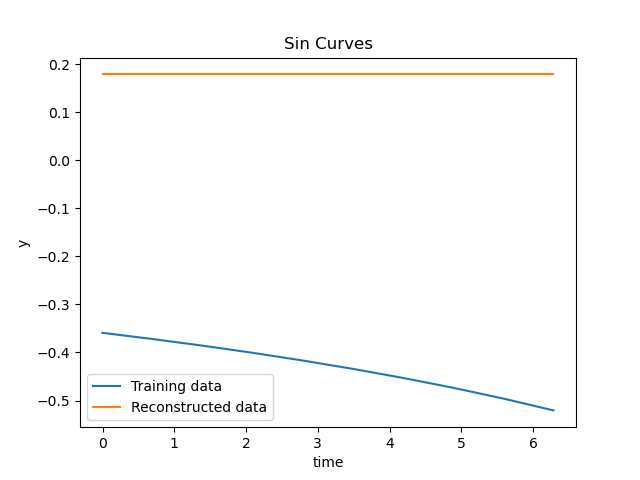 Sin Curves
0.2
0.1
0.0
−0.1
−0.2
−0.3
−0.4
−0.5
y
Training data
Reconstructed data
0 1 2 3 4 5 6
time